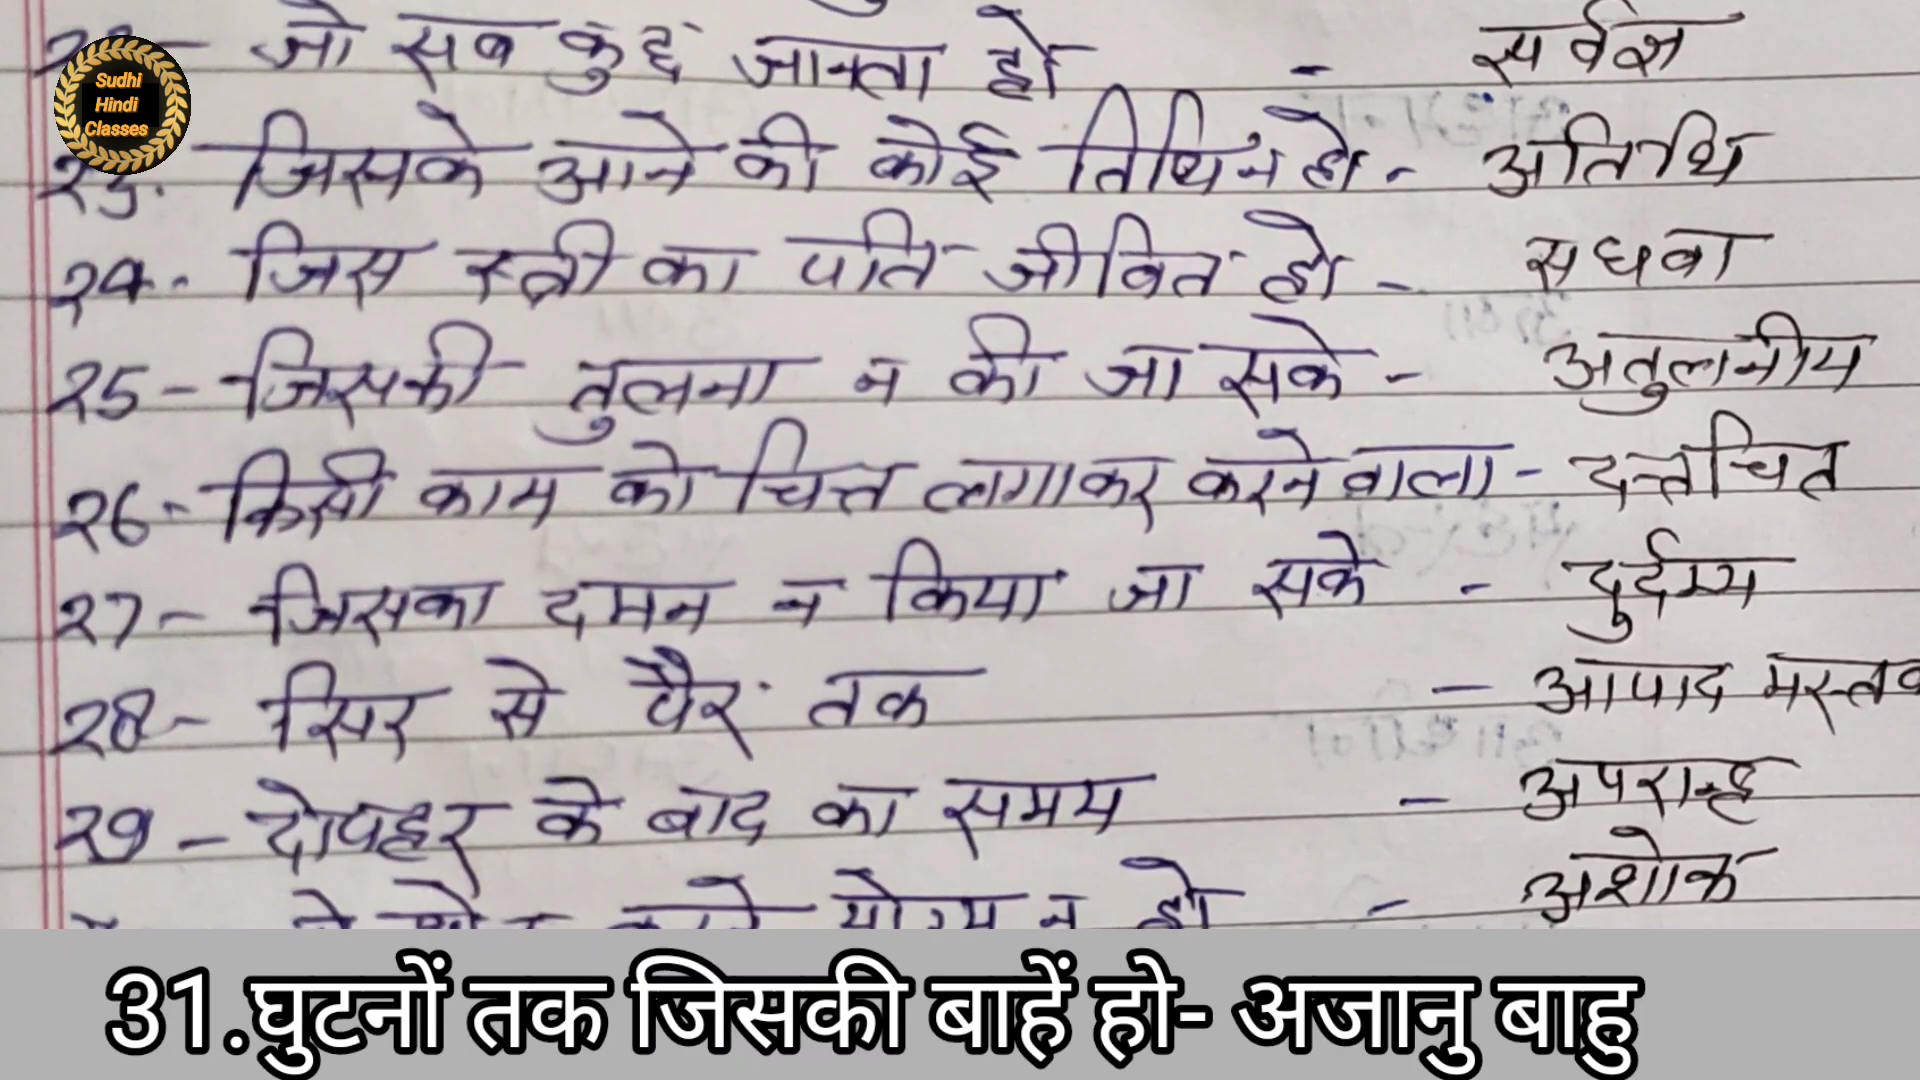 जो सब कुछ जानता हो - सर्वज्ञ
Sudhi
Hindi
Classes
23. जिसके आने की कोई तिथि न हो - अतिथि
24. जिस स्त्री का पति जीवित हो - सधवा
25 - जिसकी तुलना न की जा सके - अतुलनीय
26 - किसी काम को चित्त लगाकर करने वाला - दत्तचित
27 - जिसका दमन न किया जा सके - दुर्दम्य
28 - सिर से पैर तक - आपाद मस्तक
29 - दोपहर के बाद का समय - अपरान्ह
योग्य न हो - अशोक
31.घुटनों तक जिसकी बाहें हो- अजानु बाहु